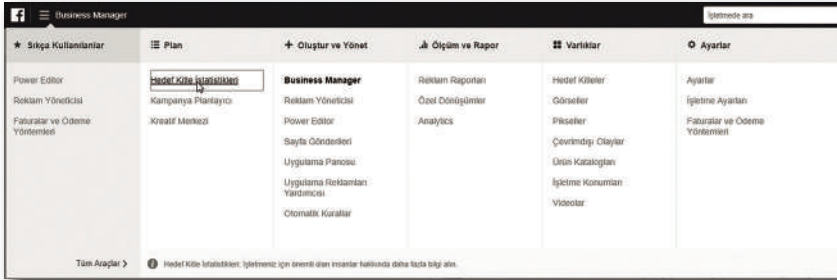 Business Manager
İşletmede ara
Sıkça Kullanılanlar
Power Editor
Reklam Yöneticisi
Faturalar ve Ödeme
Yöntemleri
Tüm Araçlar >
Plan
Hedef Kitle İstatistikleri
Kampanya Planlayıcı
Kreatif Merkezi
Oluştur ve Yönet
Business Manager
Reklam Yöneticisi
Power Editor
Sayfa Gönderileri
Uygulama Panosu
Uygulama Reklamları
Yardımcısı
Otomatik Kurallar
Ölçüm ve Rapor
Reklam Raporları
Özel Dönüşümler
Analytics
Varlıklar
Hedef Kitleler
Görseller
Pikseller
Çevrimdışı Olaylar
Ürün Katalogları
İşletme Konumları
Videolar
Ayarlar
Ayarlar
İşletme Ayarları
Faturalar ve Ödeme
Yöntemleri
Hedef Kitle İstatistikleri: İşletmeniz için önemli olan insanlar hakkında daha fazla bilgi alın.